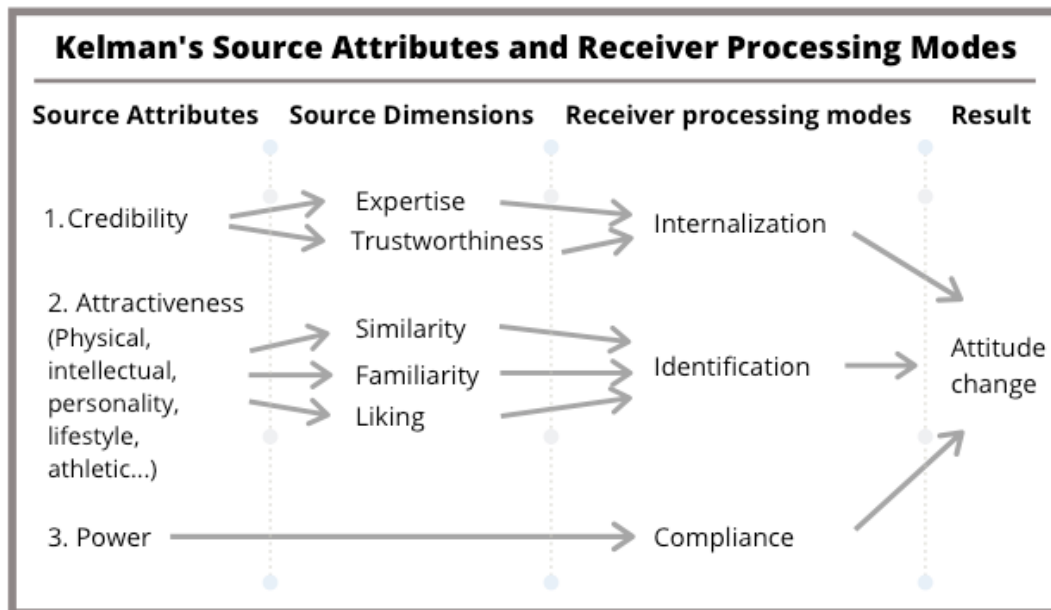 Kelman's Source Attributes and Receiver Processing Modes
Source Attributes Source Dimensions Receiver processing modes Result
1. Credibility
Expertise
Trustworthiness
Internalization
2. Attractiveness
(Physical,
intellectual,
personality,
lifestyle,
athletic...)
Similarity
Familiarity
Liking
Identification
Attitude
change
3. Power
Compliance